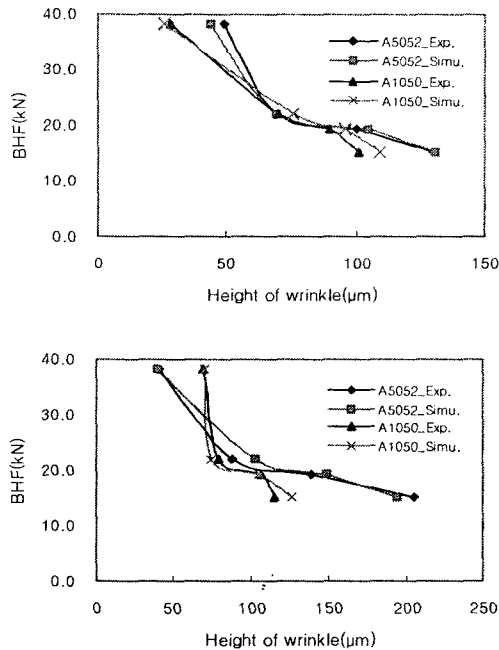 40.0
30.0
20.0
10.0
0.0
BHF(kN)
A5052_Exp.
A5052_Simu.
A1050_Exp.
A1050_Simu.
0 50 100 150
Height of wrinkle(μm)
40.0
30.0
20.0
10.0
0.0
BHF(kN)
A5052_Exp.
A5052_Simu.
A1050_Exp.
A1050_Simu.
0 50 100 150 200 250
Height of wrinkle(μm)